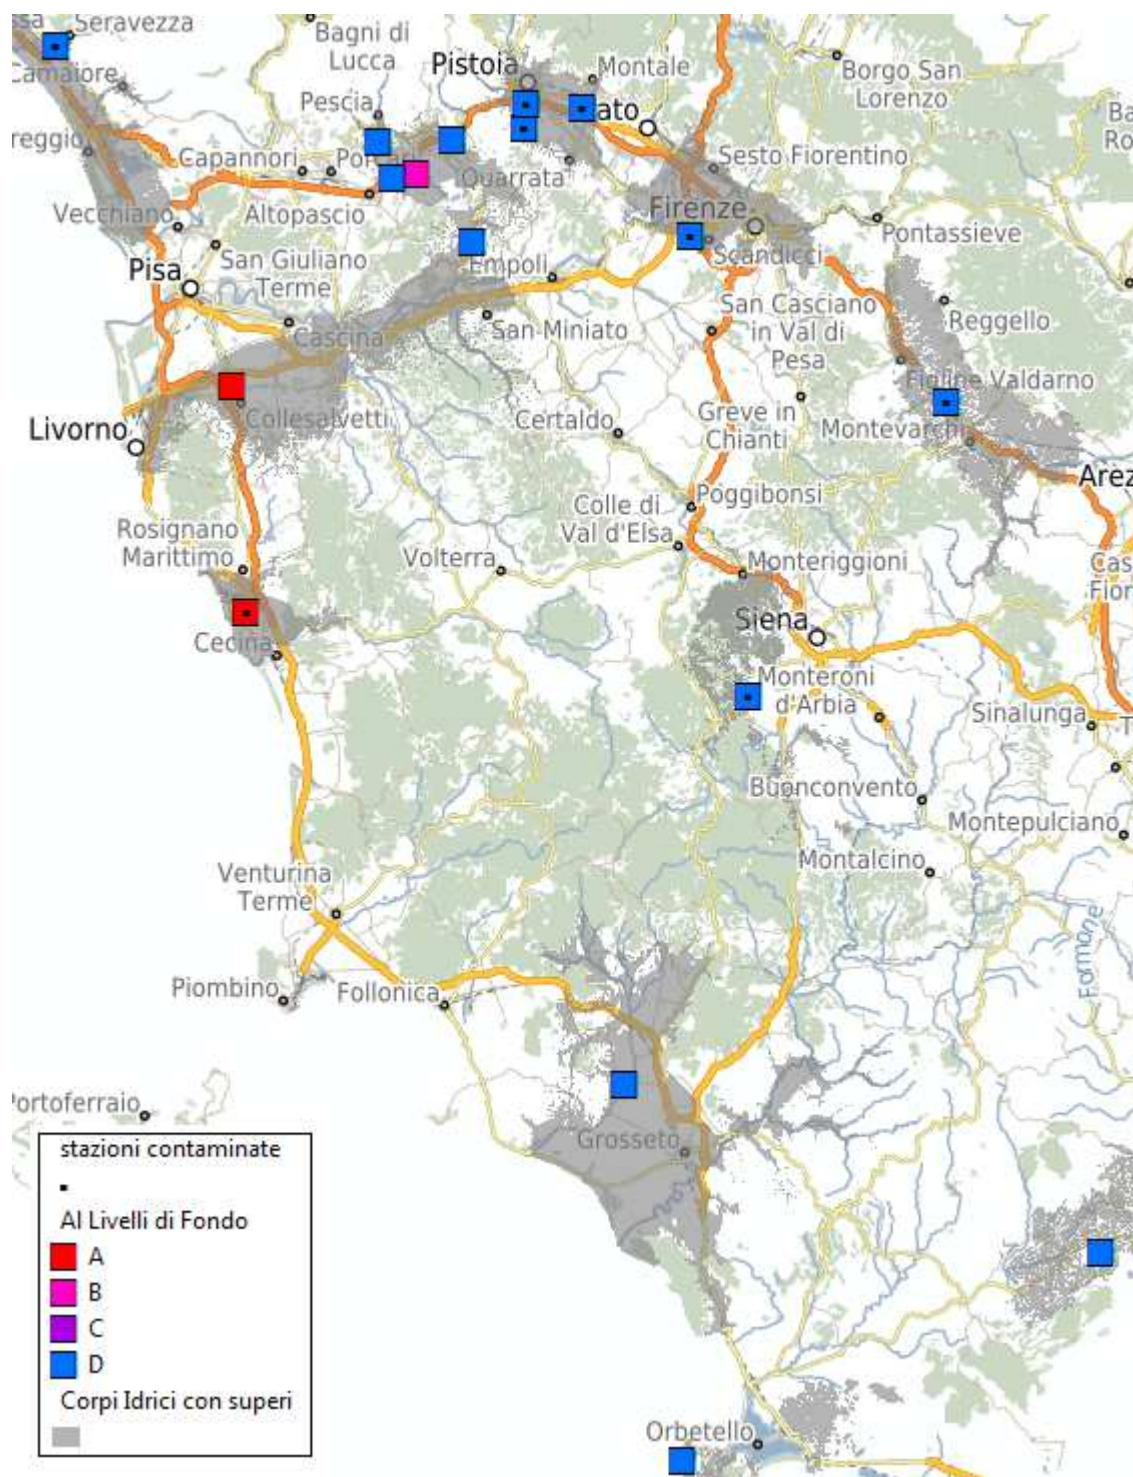 Seravezza
Camaiore
Bagni di
Lucca
Pistoia
Montale
Borgo San
Lorenzo
Pescia
Capannori
Quarrata
Sesto Fiorentino
Vecchiano
Altopascio
Firenze
Pontassieve
San Giuliano
Terme
Pisa
Empoli
Scandicci
San Casciano
in Val di
Pesa
Reggello
Cascina
San Miniato
Figline Valdarno
Livorno
Collesalvetti
Certaldo
Greve in
Chianti
Montevarchi
Colle di
Val d'Elsa
Poggibonsi
Rosignano
Marittimo
Volterra
Monteriggioni
Siena
Cecina
Monteroni
d'Arbia
Sinalunga
Buonconvento
Montepulciano
Montalcino
Venturina
Terme
Formone
Piombino
Follonica
Portoferraio
Grosseto
Orbetello
stazioni contaminate
Al Livelli di Fondo
A
B
C
D
Corpi Idrici con superi